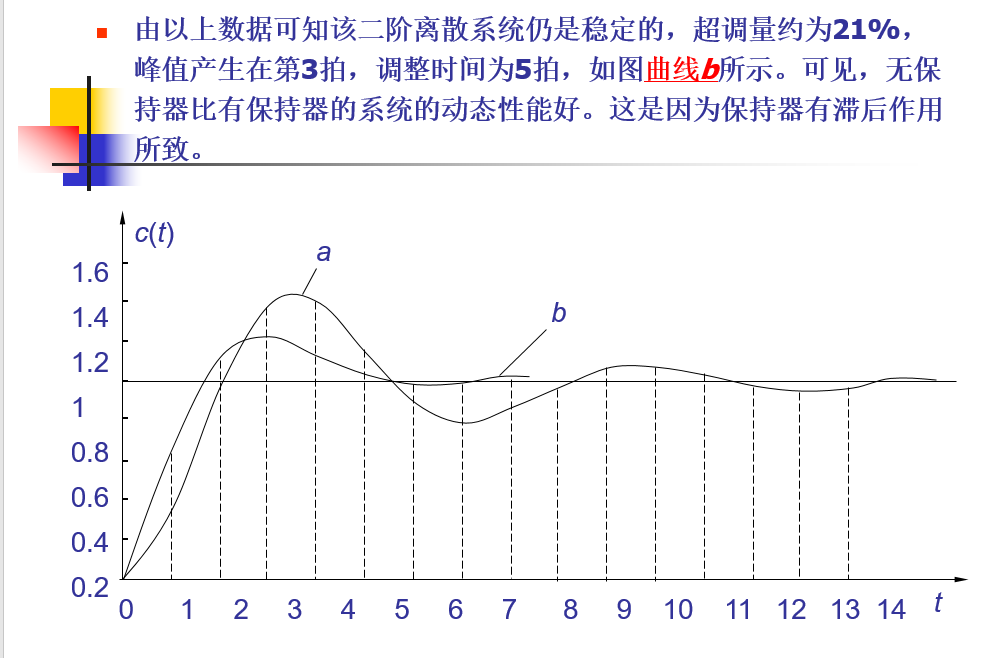 由以上数据可知该二阶离散系统仍是稳定的，超调量约为21%，
峰值产生在第3拍，调整时间为5拍，如图曲线b所示。可见，无保
持器比有保持器的系统的动态性能好。这是因为保持器有滞后作用
所致。
c(t)
a
b
1.6
1.4
1.2
1
0.8
0.6
0.4
0.2
0 1 2 3 4 5 6 7 8 9 10 11 12 13 14 t